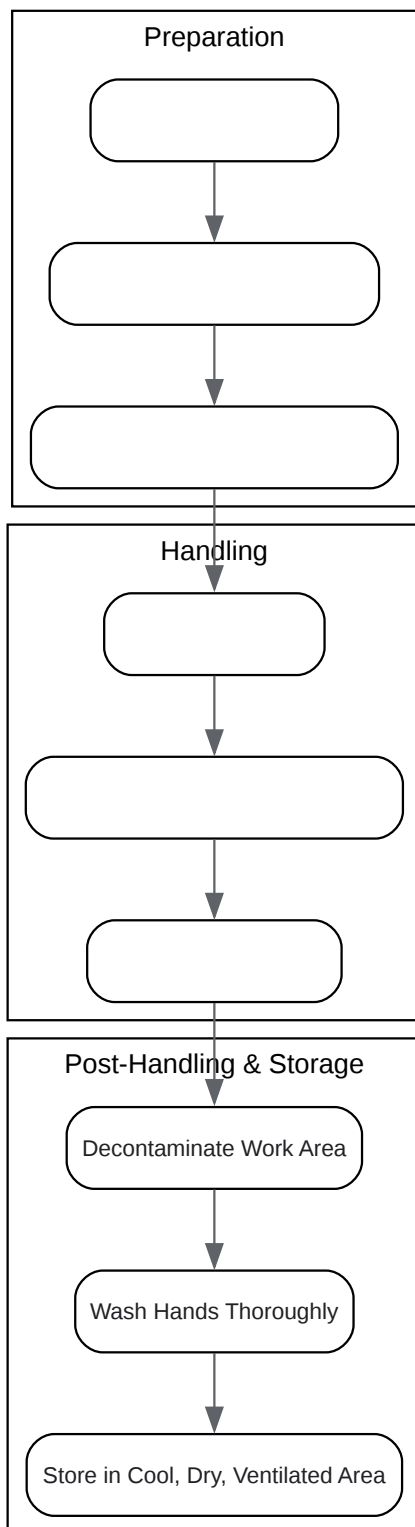 Preparation
Handling
Post-Handling & Storage
Decontaminate Work Area
Wash Hands Thoroughly
Store in Cool, Dry, Ventilated Area